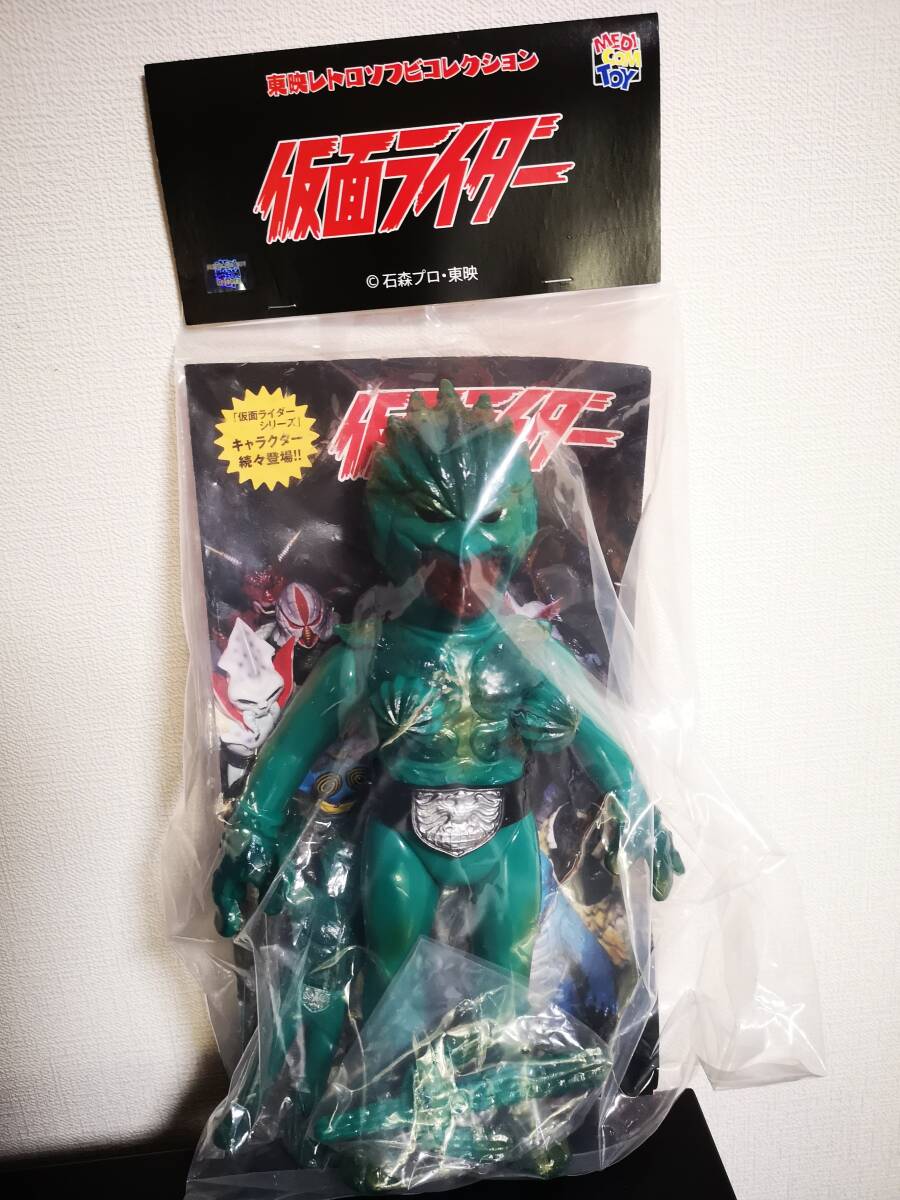 東映レトロソフビコレクション
MEDI
COM
TOY
仮面ライダー
©石森プロ・東映
「仮面ライダー
シリーズ」
キャラクター
続々登場!!
仮面ライダー